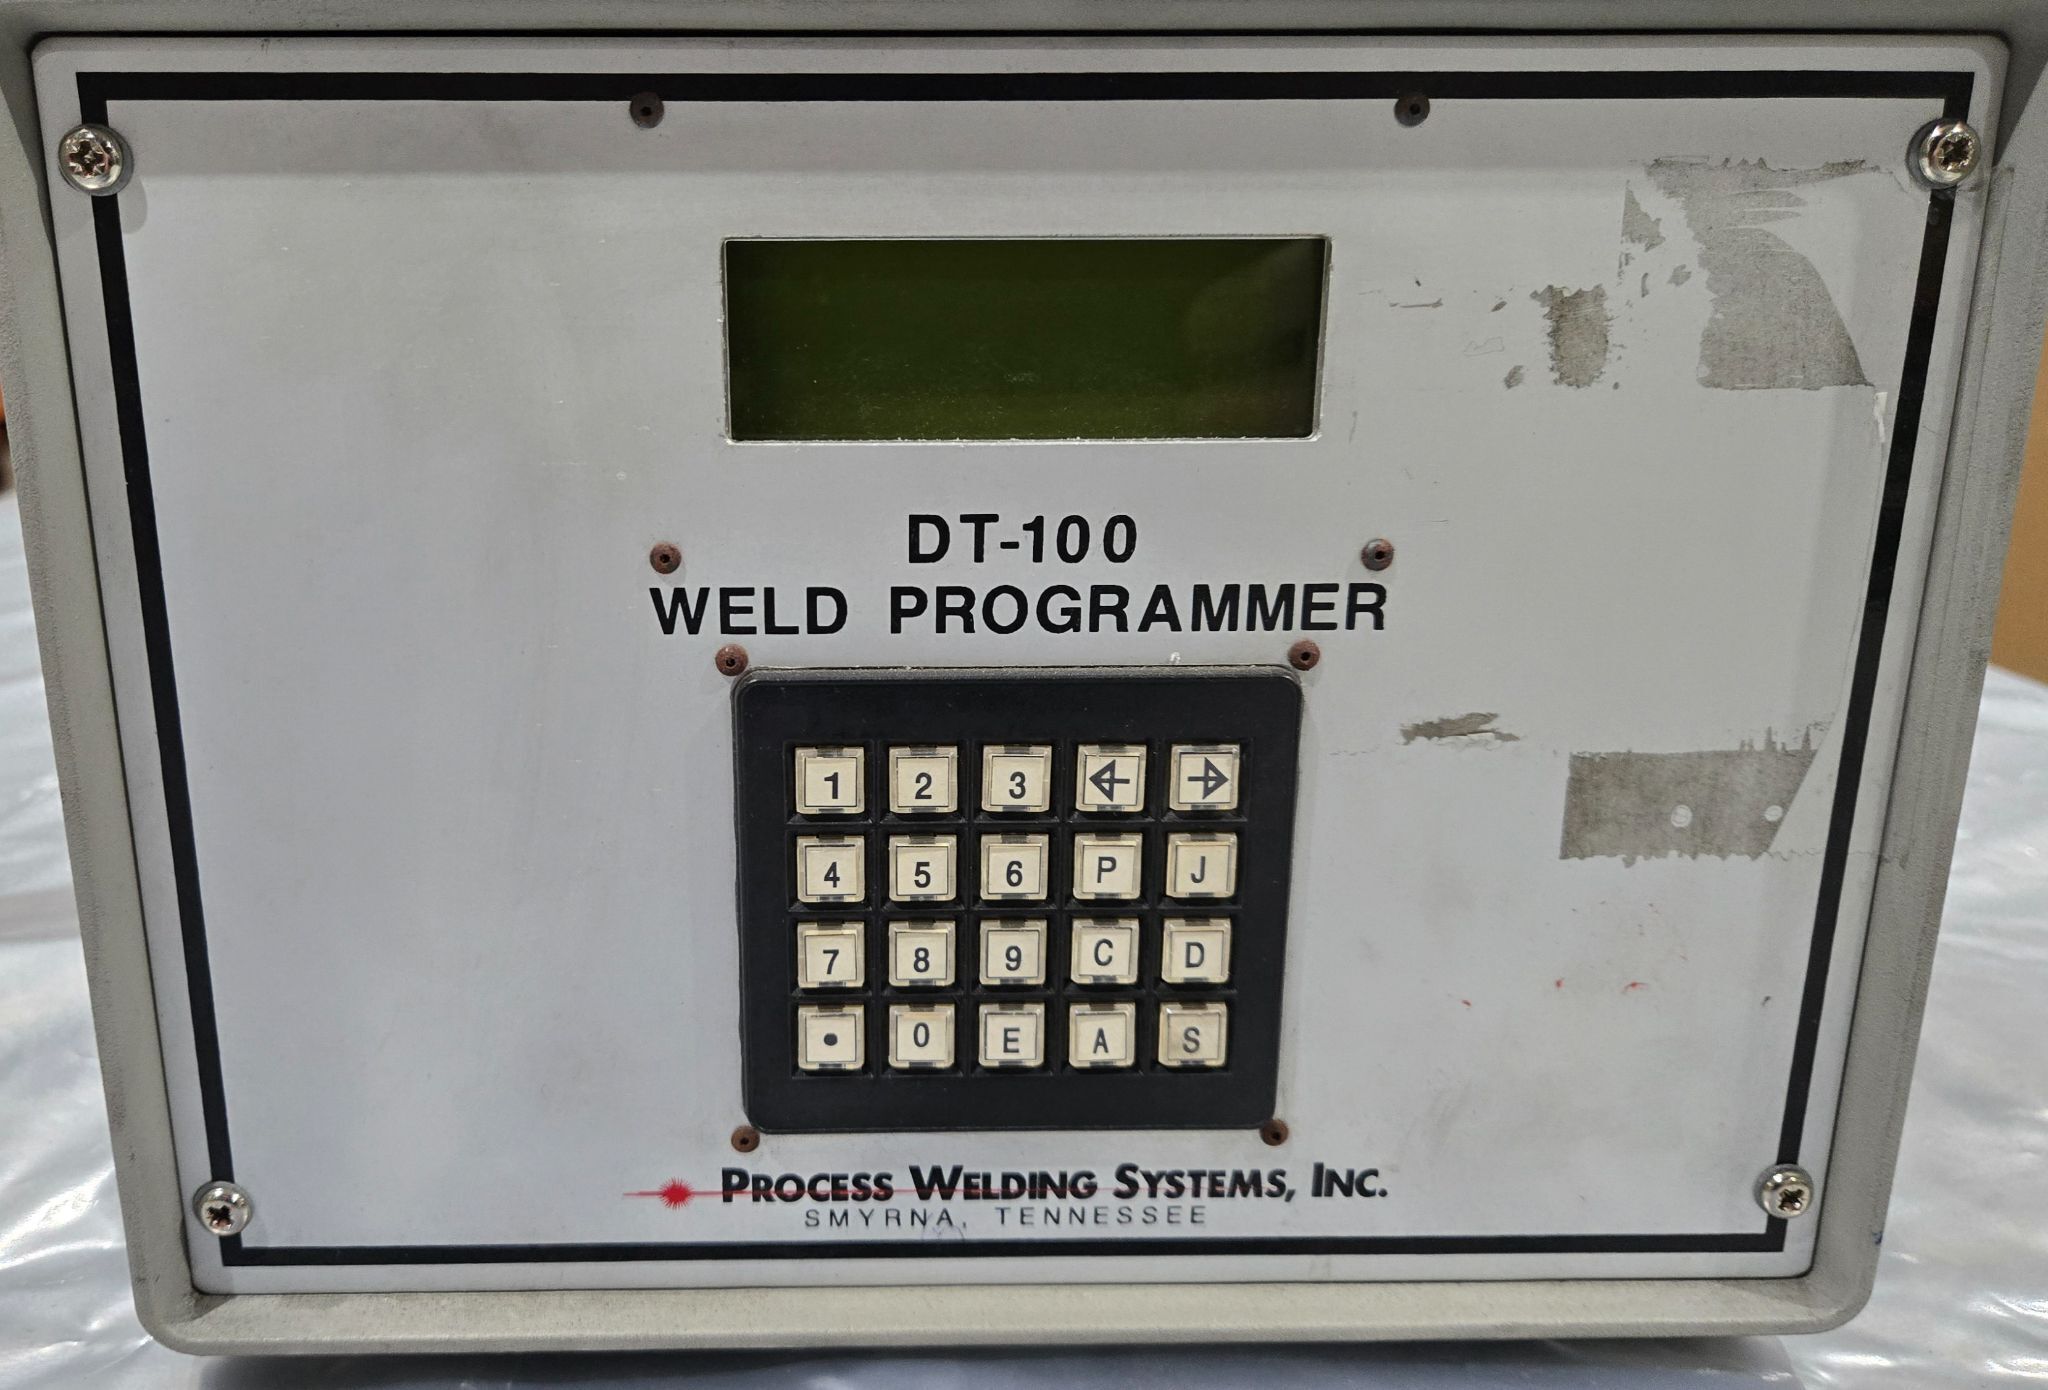 DT-100
WELD PROGRAMMER
1 2 3 ← →
4 5 6 P J
7 8 9 C D
• 0 E A S
PROCESS WELDING SYSTEMS, INC.
SMYRNA, TENNESSEE